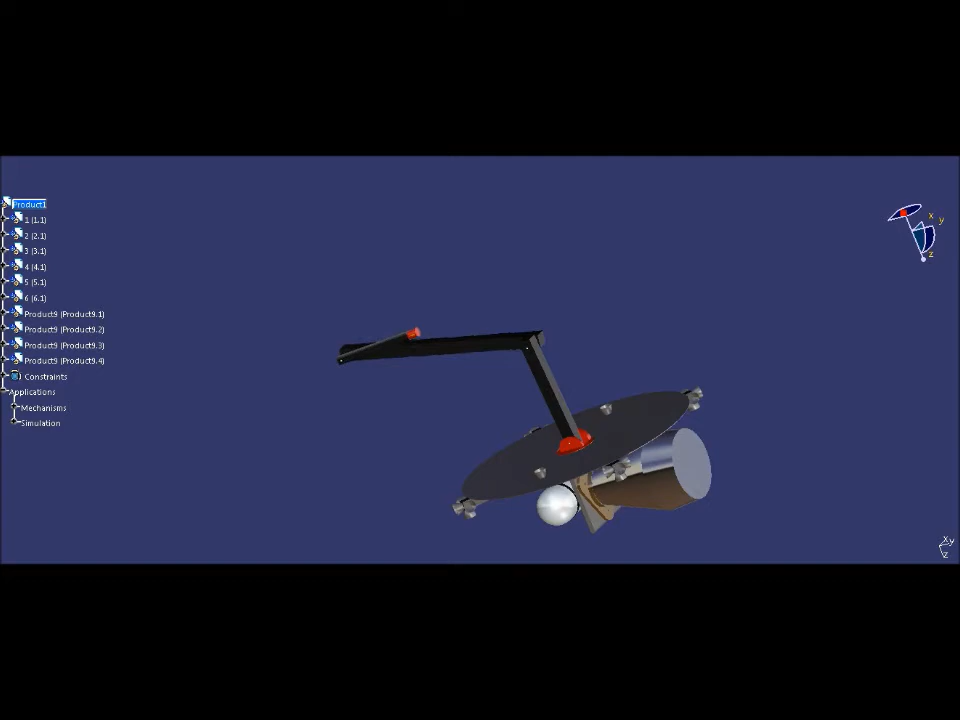 Product1
1 (1.1)
2 (2.1)
3 (3.1)
4 (4.1)
5 (5.1)
6 (6.1)
Product9 (Product9.1)
Product9 (Product9.2)
Product9 (Product9.3)
Product9 (Product9.4)
Constraints
Applications
Mechanisms
Simulation
x
y
z
x y
z